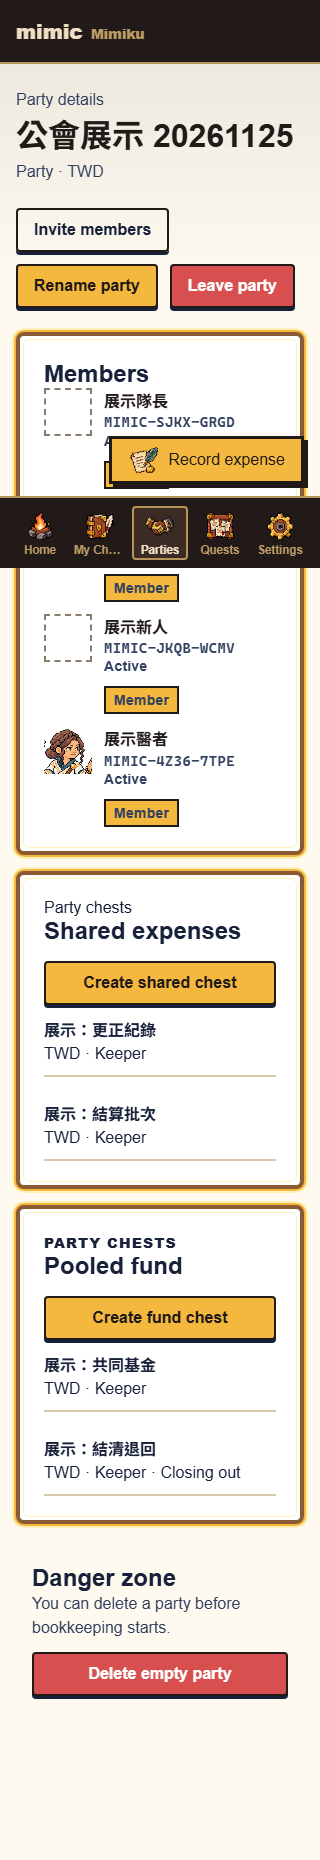 mimic Mimiku
Party details
公會展示 20261125
Party · TWD
Invite members
Rename party
Leave party
Members
展示隊長
MIMIC-SJKX-GRGD
Record expense
Home
My Ch...
Parties
Quests
Settings
Member
展示新人
MIMIC-JKQB-WCMV
Active
Member
展示醫者
MIMIC-4Z36-7TPE
Active
Member
Party chests
Shared expenses
Create shared chest
展示：更正紀錄
TWD · Keeper
展示：結算批次
TWD · Keeper
PARTY CHESTS
Pooled fund
Create fund chest
展示：共同基金
TWD · Keeper
展示：結清退回
TWD · Keeper · Closing out
Danger zone
You can delete a party before
bookkeeping starts.
Delete empty party